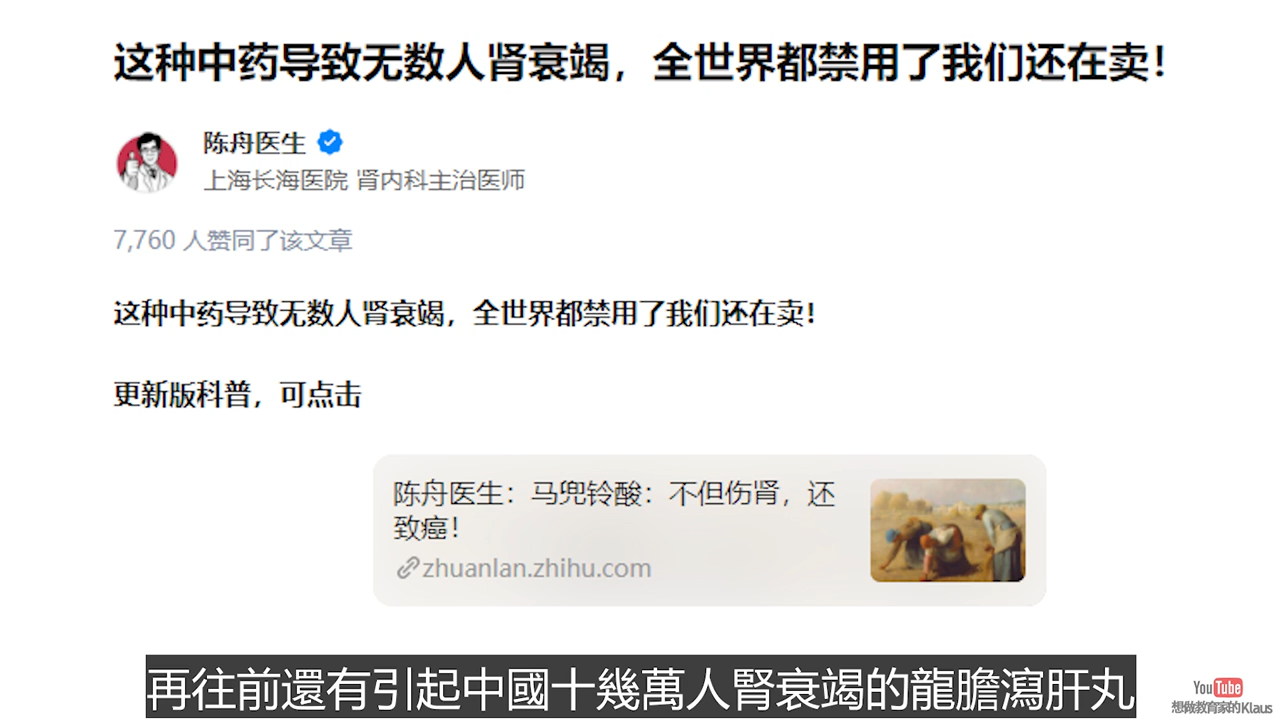 这种中药导致无数人肾衰竭，全世界都禁用了我们还在卖！
陈舟医生
上海长海医院 肾内科主治医师
7,760 人赞同了该文章
这种中药导致无数人肾衰竭，全世界都禁用了我们还在卖！
更新版科普，可点击
陈舟医生：马兜铃酸：不但伤肾，还
致癌！
zhuanlan.zhihu.com
再往前還有引起中國十幾萬人腎衰竭的龍膽瀉肝丸
YouTube
想做教育家的Klaus